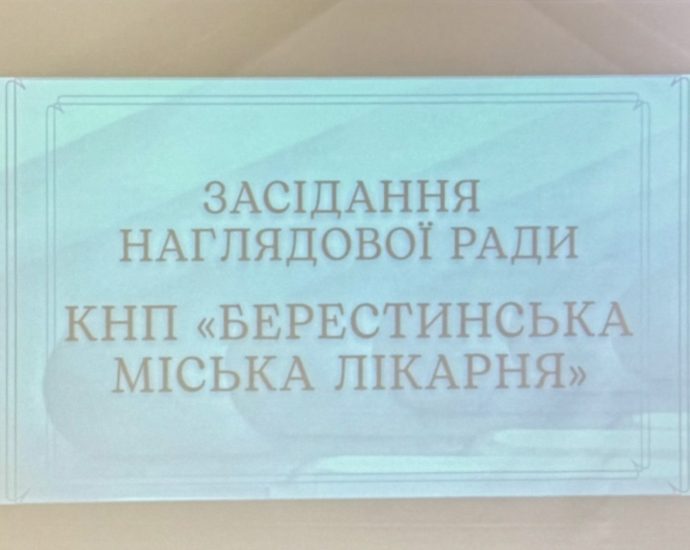 ЗАСІДАННЯ
НАГЛЯДОВОЇ РАДИ
КНП «БЕРЕСТИНСЬКА
МІСЬКА ЛІКАРНЯ»